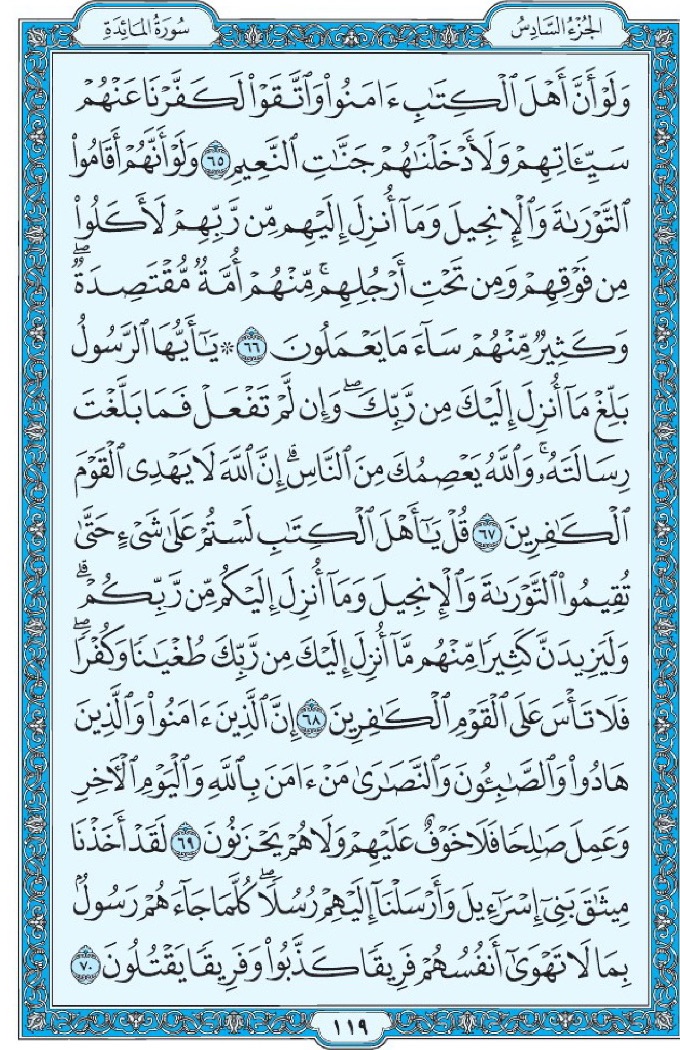 الجُزْءُ السَّادِسُ
سُورَةُ المَائِدَةِ
وَلَوْ أَنَّ أَهْلَ ٱلْكِتَٰبِ ءَامَنُوا۟ وَٱتَّقَوْا۟ لَكَفَّرْنَا عَنْهُمْ
سَيِّـَٔاتِهِمْ وَلَأَدْخَلْنَٰهُمْ جَنَّٰتِ ٱلنَّعِيمِ ٦٥ وَلَوْ أَنَّهُمْ أَقَامُوا۟
ٱلتَّوْرَىٰةَ وَٱلْإِنجِيلَ وَمَآ أُنزِلَ إِلَيْهِم مِّن رَّبِّهِمْ لَأَكَلُوا۟
مِن فَوْقِهِمْ وَمِن تَحْتِ أَرْجُلِهِم ۚ مِّنْهُمْ أُمَّةٌ مُّقْتَصِدَةٌ ۖ
وَكَثِيرٌ مِّنْهُمْ سَآءَ مَا يَعْمَلُونَ ٦٦ ۞ يَٰٓأَيُّهَا ٱلرَّسُولُ
بَلِّغْ مَآ أُنزِلَ إِلَيْكَ مِن رَّبِّكَ ۖ وَإِن لَّمْ تَفْعَلْ فَمَا بَلَّغْتَ
رِسَالَتَهُۥ ۚ وَٱللَّهُ يَعْصِمُكَ مِنَ ٱلنَّاسِ ۗ إِنَّ ٱللَّهَ لَا يَهْدِى ٱلْقَوْمَ
ٱلْكَٰفِرِينَ ٦٧ قُلْ يَٰٓأَهْلَ ٱلْكِتَٰبِ لَسْتُمْ عَلَىٰ شَىْءٍ حَتَّىٰ
تُقِيمُوا۟ ٱلتَّوْرَىٰةَ وَٱلْإِنجِيلَ وَمَآ أُنزِلَ إِلَيْكُم مِّن رَّبِّكُمْ ۗ
وَلَيَزِيدَنَّ كَثِيرًا مِّنْهُم مَّآ أُنزِلَ إِلَيْكَ مِن رَّبِّكَ طُغْيَٰنًا وَكُفْرًا ۖ
فَلَا تَأْسَ عَلَى ٱلْقَوْمِ ٱلْكَٰفِرِينَ ٦٨ إِنَّ ٱلَّذِينَ ءَامَنُوا۟ وَٱلَّذِينَ
هَادُوا۟ وَٱلصَّٰبِـُٔونَ وَٱلنَّصَٰرَىٰ مَنْ ءَامَنَ بِٱللَّهِ وَٱلْيَوْمِ ٱلْـَٔاخِرِ
وَعَمِلَ صَٰلِحًا فَلَا خَوْفٌ عَلَيْهِمْ وَلَا هُمْ يَحْزَنُونَ ٦٩ لَقَدْ أَخَذْنَا
مِيثَٰقَ بَنِىٓ إِسْرَٰٓءِيلَ وَأَرْسَلْنَآ إِلَيْهِمْ رُسُلًا ۖ كُلَّمَا جَآءَهُمْ رَسُولٌۢ
بِمَا لَا تَهْوَىٰٓ أَنفُسُهُمْ فَرِيقًا كَذَّبُوا۟ وَفَرِيقًا يَقْتُلُونَ ٧٠
١١٩